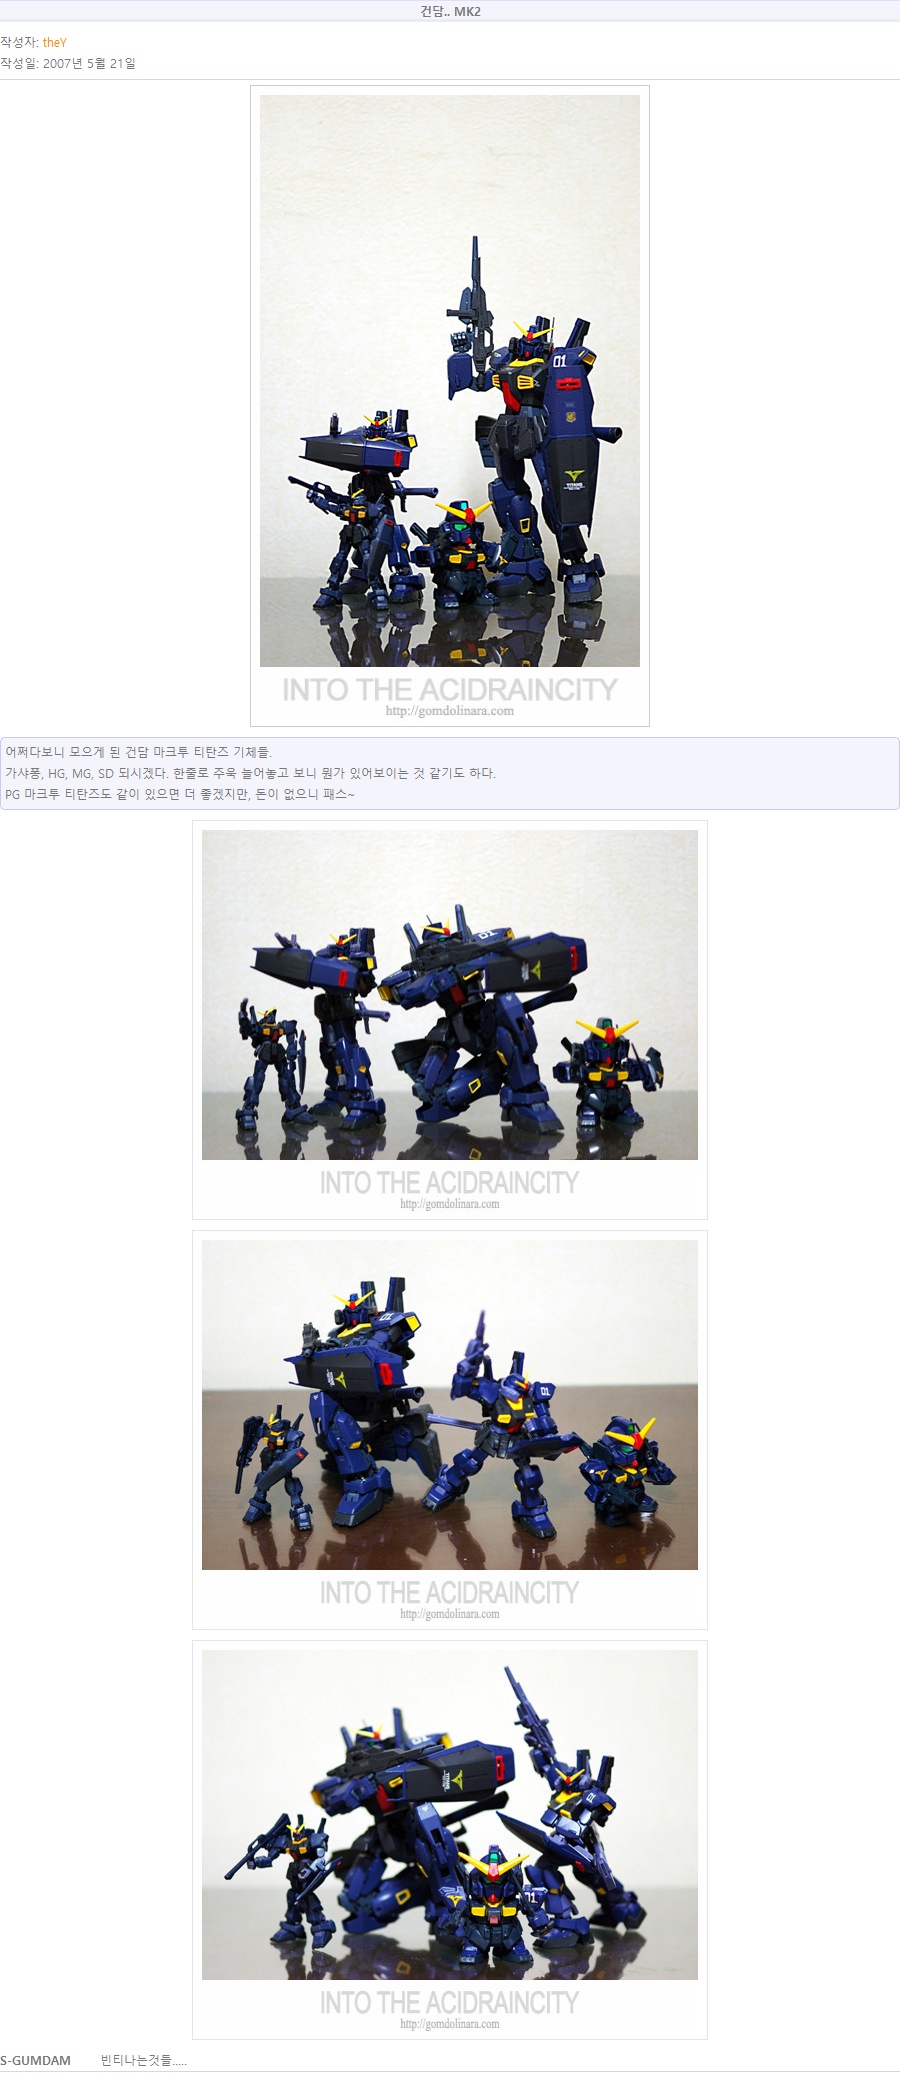 건담.. MK2
작성자: theY
작성일: 2007년 5월 21일
01
TITANS
INTO THE ACIDRAINCITY
http://gomdolinara.com
어쩌다보니 모으게 된 건담 마크투 티탄즈 기체들.
가샤퐁, HG, MG, SD 되시겠다. 한줄로 주욱 늘어놓고 보니 뭔가 있어보이는 것 같기도 하다.
PG 마크투 티탄즈도 같이 있으면 더 좋겠지만, 돈이 없으니 패스~
01
INTO THE ACIDRAINCITY
http://gomdolinara.com
01
INTO THE ACIDRAINCITY
http://gomdolinara.com
INTO THE ACIDRAINCITY
http://gomdolinara.com
S-GUMDAM 빈티나는것들.....